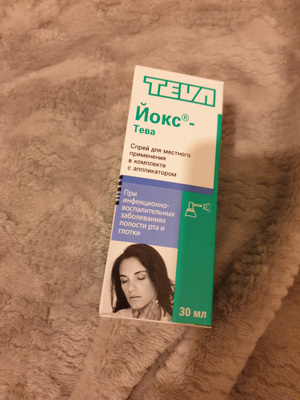 TEVA
Йокс®-
Тева
Спрей для местного
применения
в комплекте
с аппликатором
При
инфекционно-
воспалительных
заболеваниях
полости рта и
глотки
30 мл